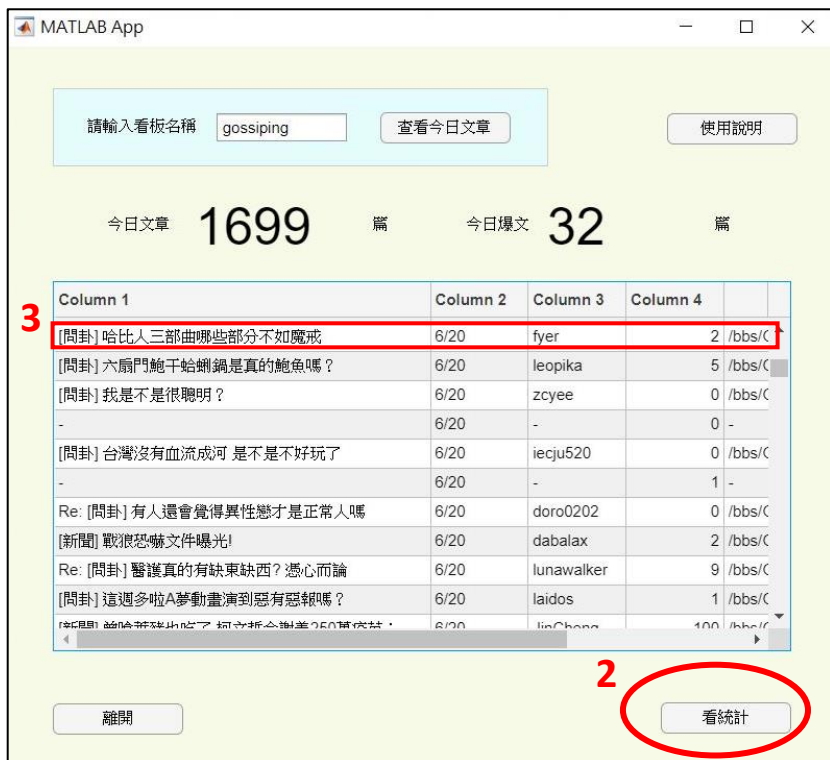 MATLAB App
請輸入看板名稱 gossiping 查看今日文章 使用說明
今日文章 1699 篇 今日爆文 32 篇
Column 1 Column 2 Column 3 Column 4
3
[問卦] 哈比人三部曲哪些部分不如魔戒 6/20 fyer 2 /bbs/
[問卦] 六扇門鮑干蛤蜊鍋是真的鮑魚嗎？ 6/20 leopika 5 /bbs/
[問卦] 我是不是很聰明？ 6/20 zcyee 0 /bbs/
- 6/20 - 0 -
[問卦] 台灣沒有血流成河 是不是不好玩了 6/20 iecju520 0 /bbs/
- 6/20 - 1 -
Re: [問卦] 有人還會覺得異性戀才是正常人嗎 6/20 doro0202 0 /bbs/
[新聞] 戰狼恐嚇文件曝光! 6/20 dabalax 2 /bbs/
Re: [問卦] 醫護真的有缺東缺西? 憑心而論 6/20 lunawalker 9 /bbs/
[問卦] 這週多啦A夢動畫演到惡有惡報嗎？ 6/20 laidos 1 /bbs/
6/20 100
2
離開 看統計